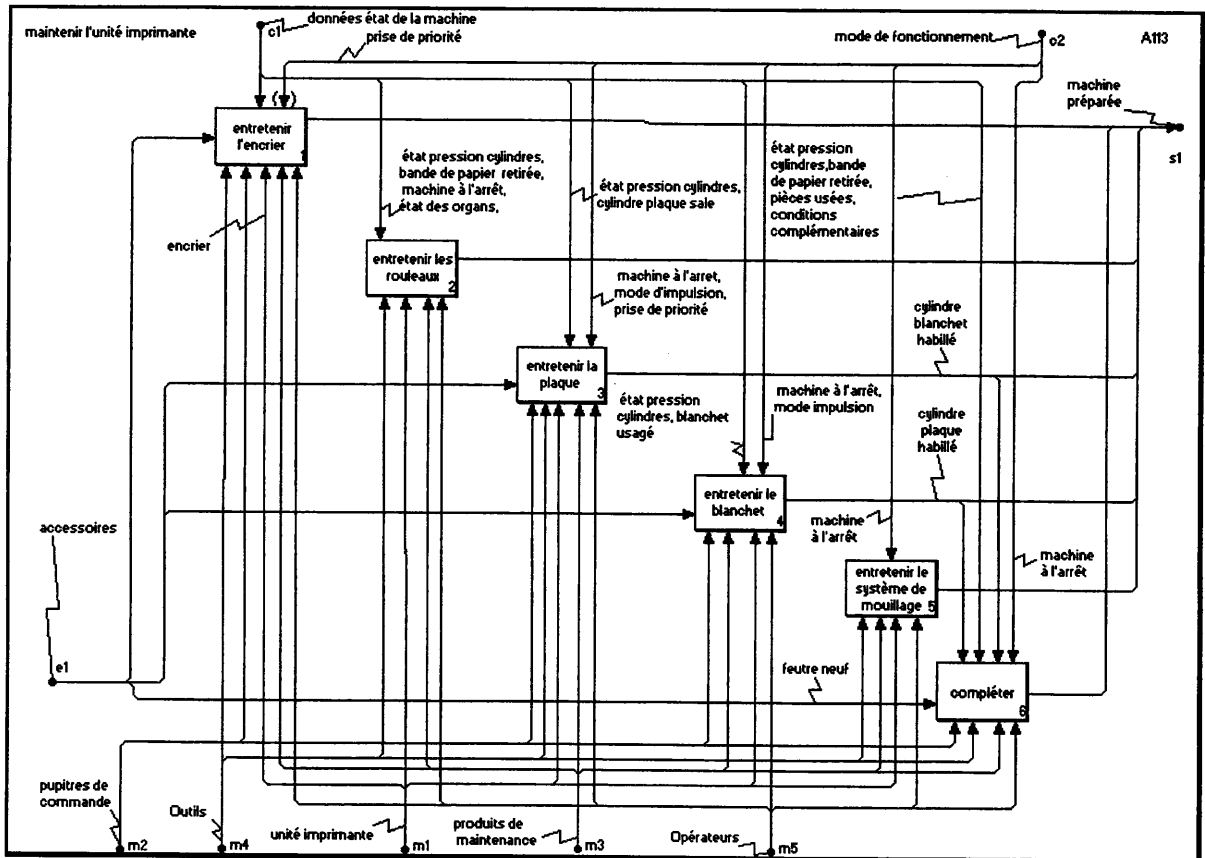 maintenir l'unité imprimante
c1
données état de la machine
prise de priorité
mode de fonctionnement
c2
A113
machine
préparée
s1
( )
entretenir
l'encrier
1
état pression cylindres,
bande de papier retirée,
machine à l'arrêt,
état des organs,
état pression cylindres,
cylindre plaque sale
état pression
cylindres,bande
de papier retirée,
pièces usées,
conditions
complémentaires
encrier
entretenir les
rouleaux
2
machine à l'arret,
mode d'impulsion,
prise de priorité
cylindre
blanchet
habillé
entretenir la
plaque
3
état pression
cylindres, blanchet
usagé
machine à l'arrêt,
mode impulsion
cylindre
plaque
habillé
entretenir le
blanchet
4
accessoires
machine
à l'arrêt
machine
à l'arrêt
entretenir le
système de
mouillage
5
e1
feutre neuf
compléter
6
pupitres de
commande
m2
Outils
m4
unité imprimante
m1
produits de
maintenance
m3
Opérateurs
m5